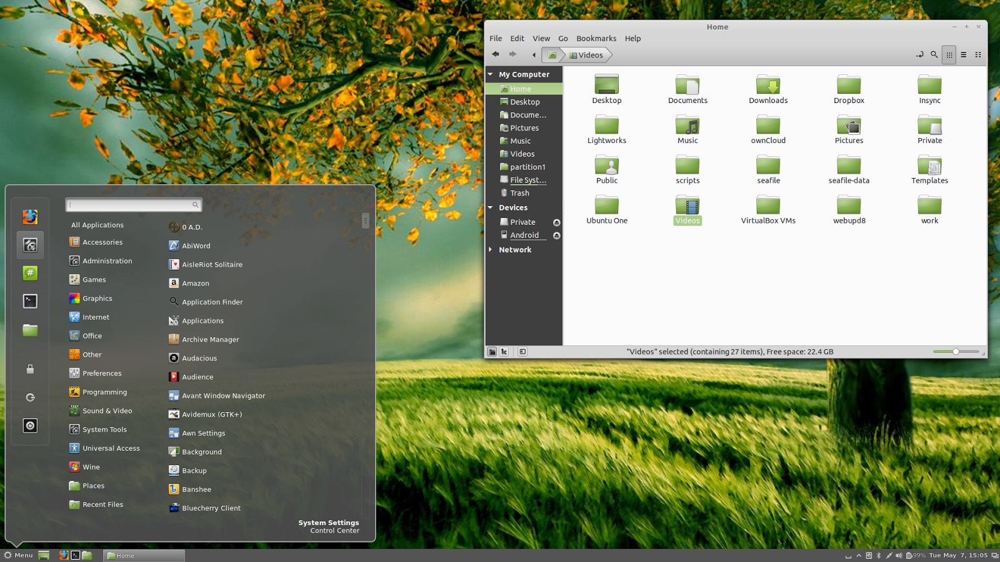 Home
File Edit View Go Bookmarks Help
Videos
My Computer
Home
Desktop
Docume...
Pictures
Music
Videos
partition1
File Syst...
Trash
Devices
Private
Android
Network
Desktop Documents Downloads Dropbox Insync
Lightworks Music ownCloud Pictures Private
Public scripts seafile seafile-data Templates
Ubuntu One Videos VirtualBox VMs webupd8 work
"Videos" selected (containing 27 items), Free space: 22.4 GB
All Applications
Accessories
Administration
Games
Graphics
Internet
Office
Other
Preferences
Programming
Sound & Video
System Tools
Universal Access
Wine
Places
Recent Files
0 A.D.
AbiWord
AisleRiot Solitaire
Amazon
Application Finder
Applications
Archive Manager
Audacious
Audience
Avant Window Navigator
Avidemux (GTK+)
Awn Settings
Background
Backup
Banshee
Bluecherry Client
System Settings
Control Center
Menu Home 99% Tue May 7, 15:05